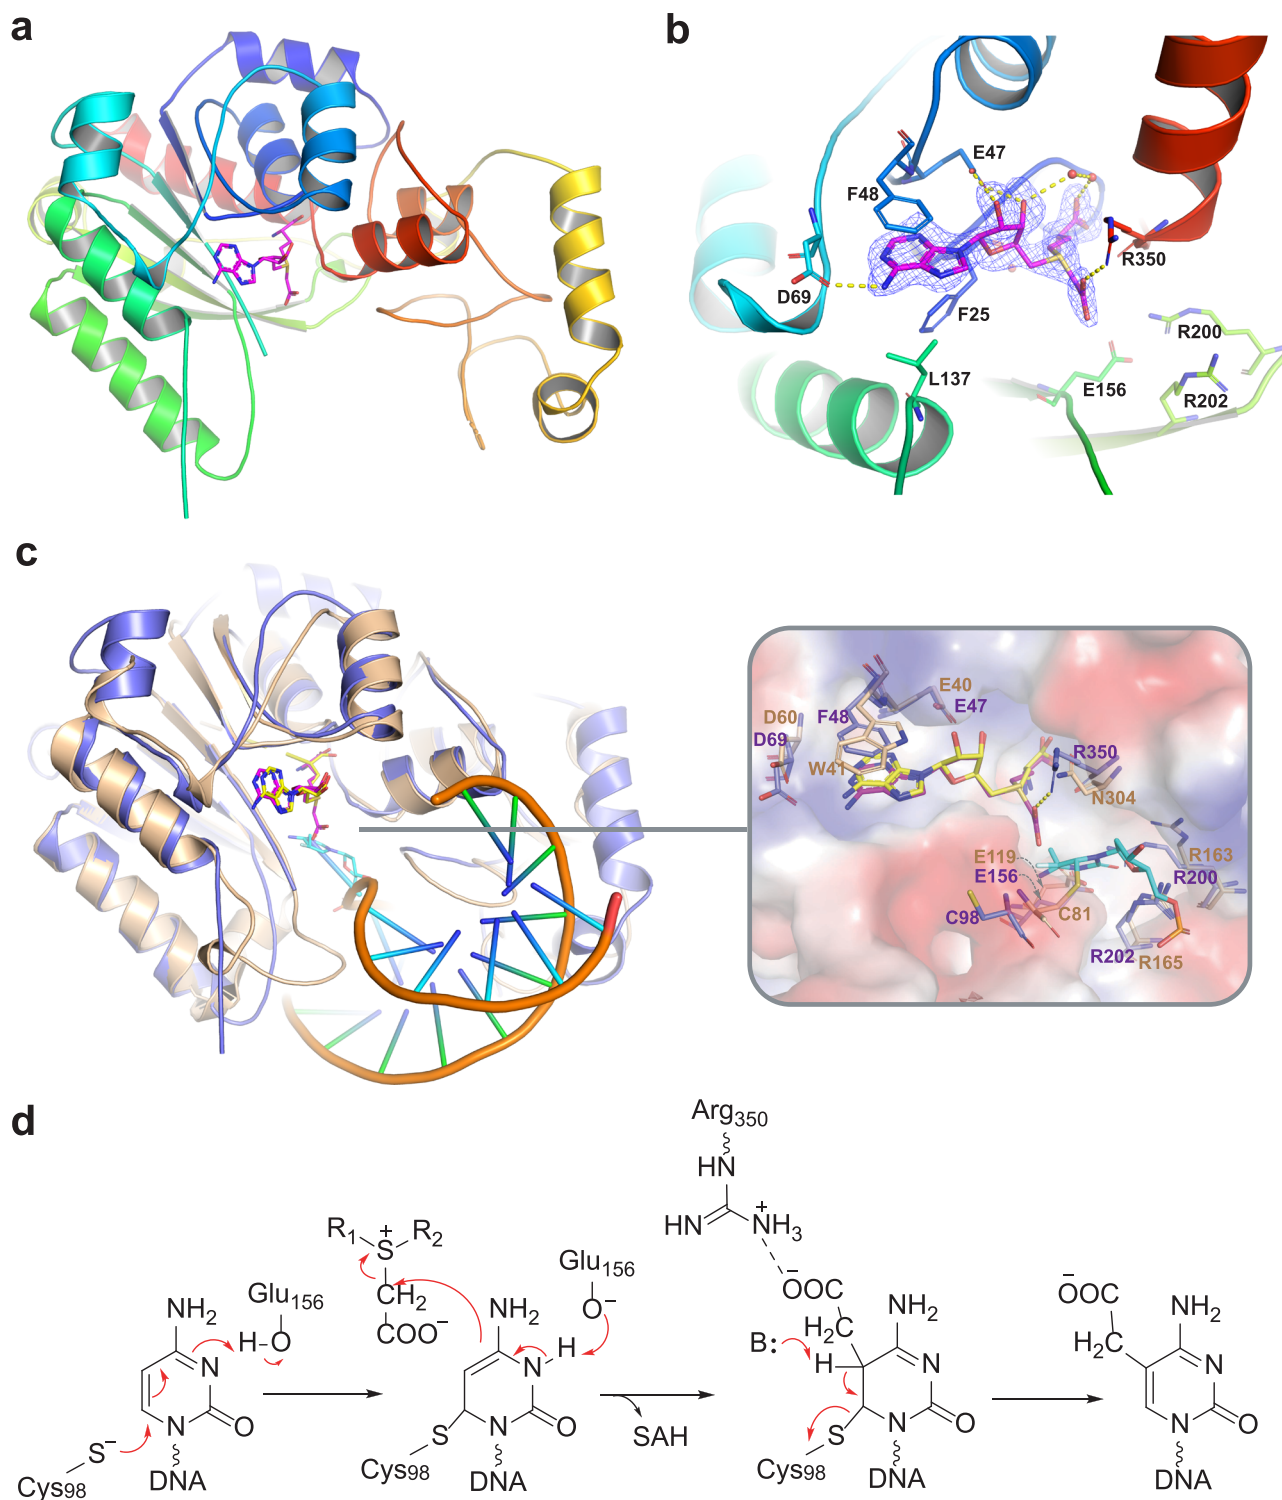 a
b
E47
F48
R350
D69
F25
R200
L137
E156
R202
c
E40
D60
F48
E47
D69
R350
W41
N304
E119
R163
E156
R200
C98
C81
R202
R165
d
Arg350
HN
HN
+
NH3
R1
+
S
R2
Glu156
CH2
−
OOC
−
OOC
Glu156
NH2
COO−
O−
NH2
H2C
NH2
H2C
NH2
H–O
B:
H
N
H
H
N
N
N
N
O
N
O
N
O
N
O
S−
S
SAH
S
Cys98
DNA
Cys98
DNA
Cys98
DNA
DNA